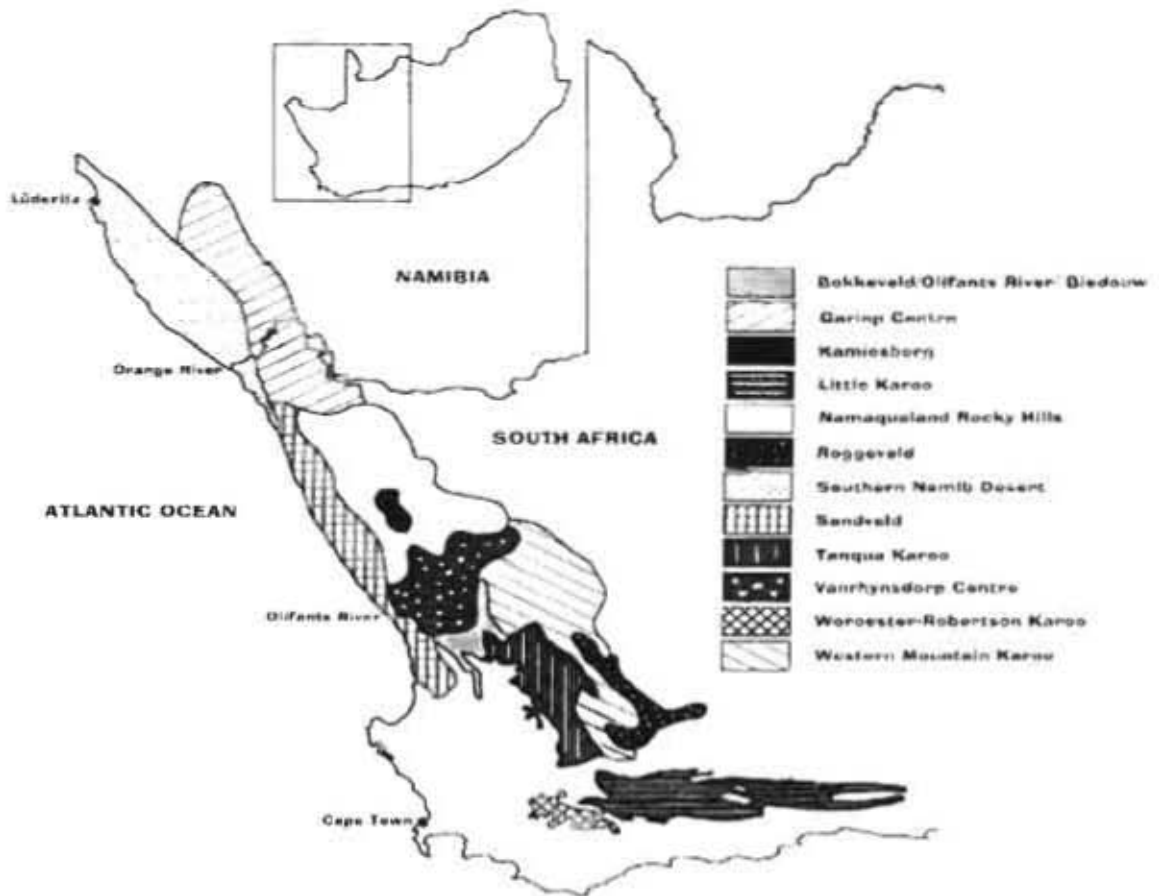 Lüderitz
NAMIBIA
Orange River
SOUTH AFRICA
ATLANTIC OCEAN
Olifants River
Cape Town
Bokkeveld/Olifants River/ Biedouw
Gariep Centre
Kamiesberg
Little Karoo
Namaqualand Rocky Hills
Roggeveld
Southern Namib Desert
Sandveld
Tanqua Karoo
Vanrhynsdorp Centre
Worcester-Robertson Karoo
Western Mountain Karoo